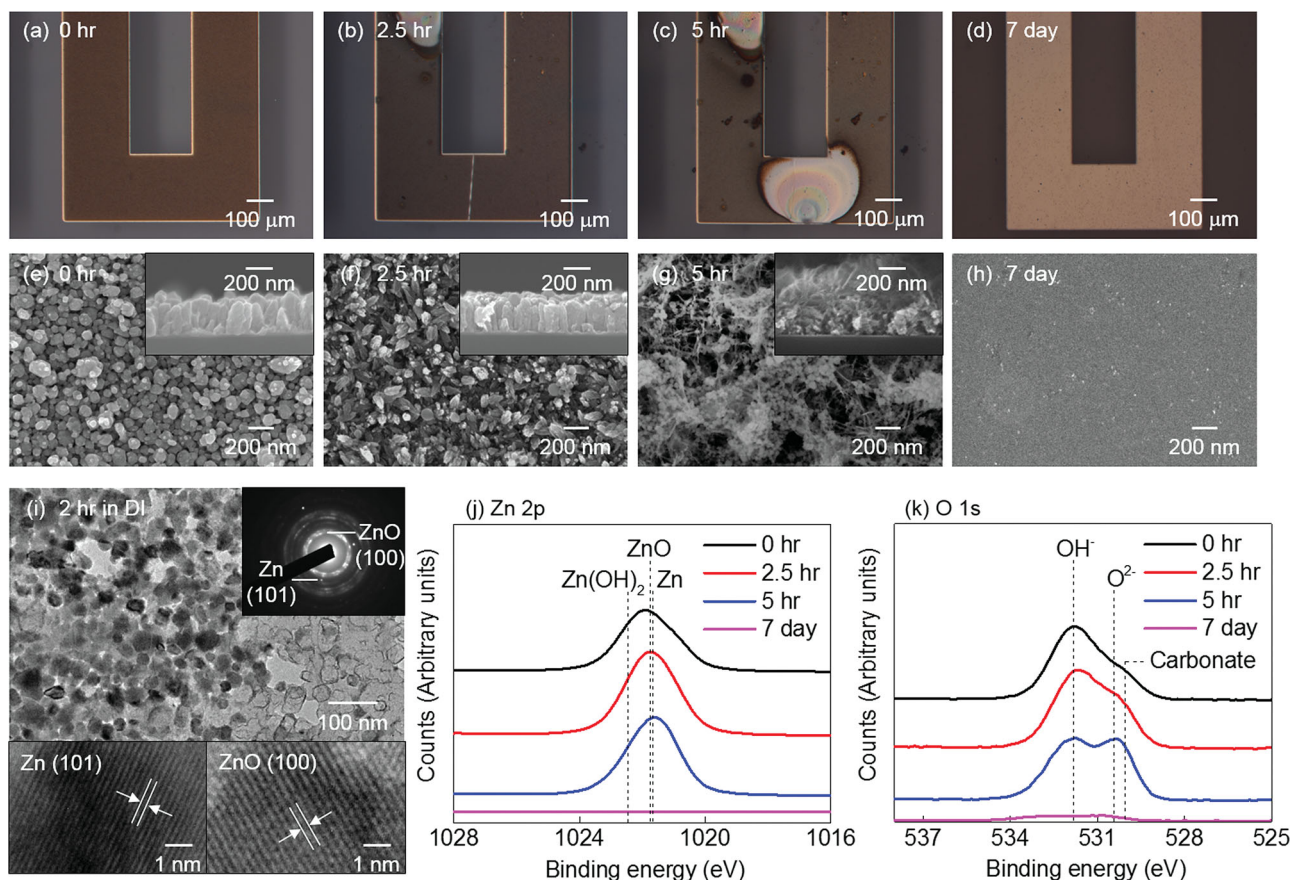 (a) 0 hr
100 µm
(b) 2.5 hr
100 µm
(c) 5 hr
100 µm
(d) 7 day
100 µm
(e) 0 hr
200 nm
200 nm
(f) 2.5 hr
200 nm
200 nm
(g) 5 hr
200 nm
200 nm
(h) 7 day
200 nm
(i) 2 hr in DI
ZnO
(100)
Zn
(101)
100 nm
Zn (101)
1 nm
ZnO (100)
1 nm
(j) Zn 2p
Counts (Arbitrary units)
ZnO
Zn(OH)₂
Zn
0 hr
2.5 hr
5 hr
7 day
1028 1024 1020 1016
Binding energy (eV)
(k) O 1s
Counts (Arbitrary units)
OH⁻
O²⁻
Carbonate
0 hr
2.5 hr
5 hr
7 day
537 534 531 528 525
Binding energy (eV)